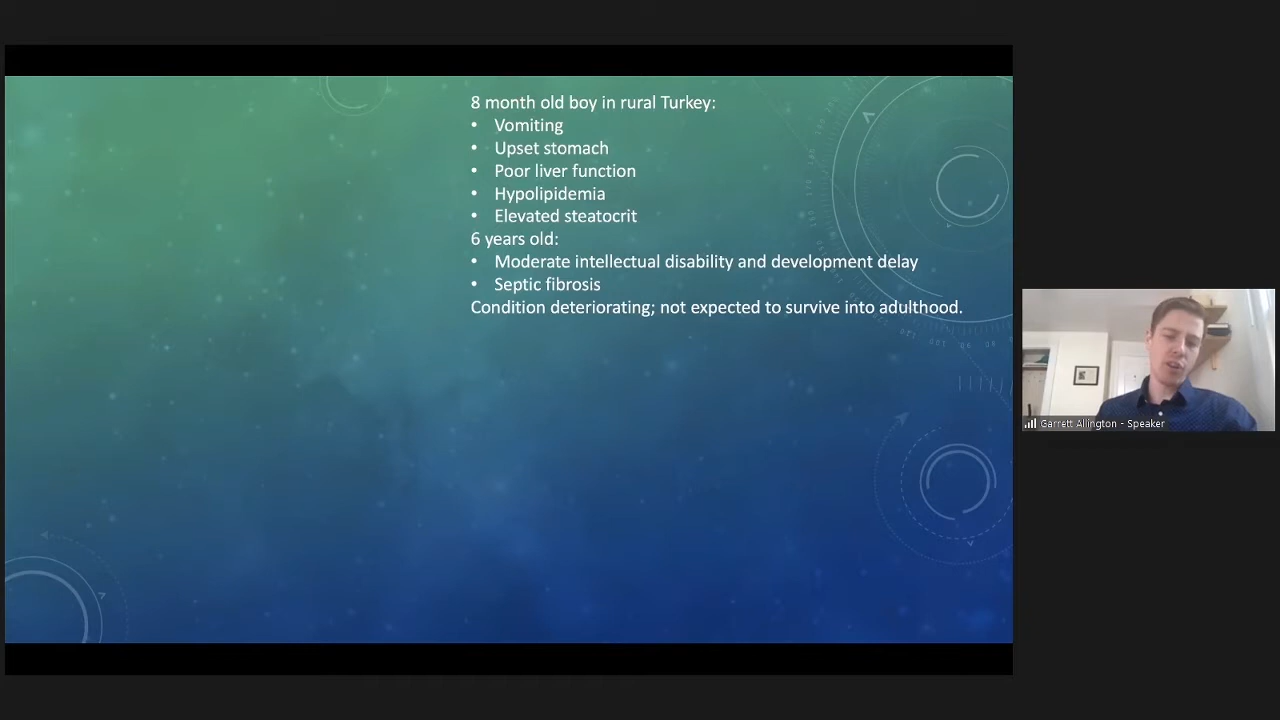 8 month old boy in rural Turkey:
• Vomiting
• Upset stomach
• Poor liver function
• Hypolipidemia
• Elevated steatocrit
6 years old:
• Moderate intellectual disability and development delay
• Septic fibrosis
Condition deteriorating; not expected to survive into adulthood.
Garrett Allington - Speaker